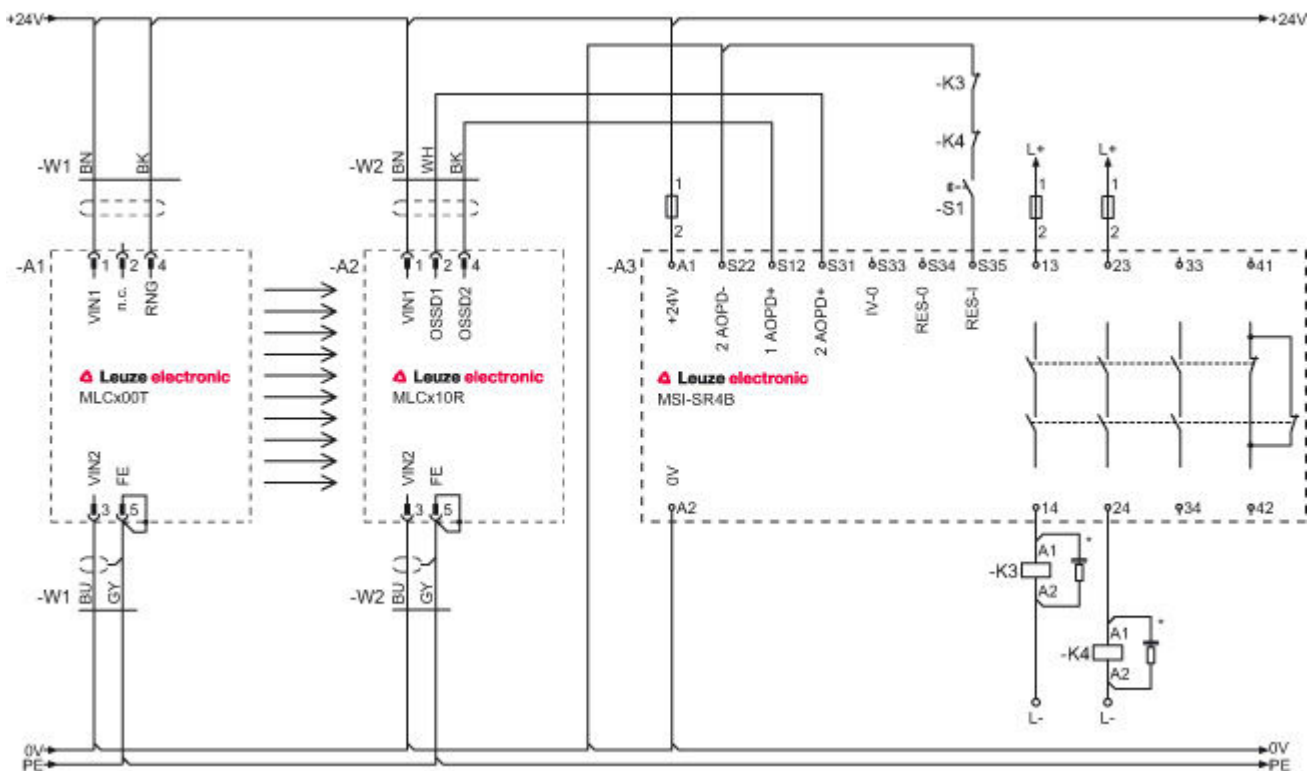 +24V
+24V
-K3
-K4
-S1
L+
L+
-W1
BN
BK
-W2
BN
WH
BK
1
2
1
2
1
2
-A1
1
2
4
-A2
1
2
4
-A3
A1
S22
S12
S31
S33
S34
S35
13
23
33
41
VIN1
n.c.
RNG
VIN1
OSSD1
OSSD2
+24V
2 AOPD-
1 AOPD+
2 AOPD+
IV-0
RES-0
RES-I
Leuze electronic
MLCx00T
Leuze electronic
MLCx10R
Leuze electronic
MSI-SR4B
VIN2
FE
VIN2
FE
0V
3
5
3
5
A2
14
24
34
42
-W1
BU
GY
-W2
BU
GY
-K3
A1
A2
*
-K4
A1
A2
*
L-
L-
0V
0V
PE
PE